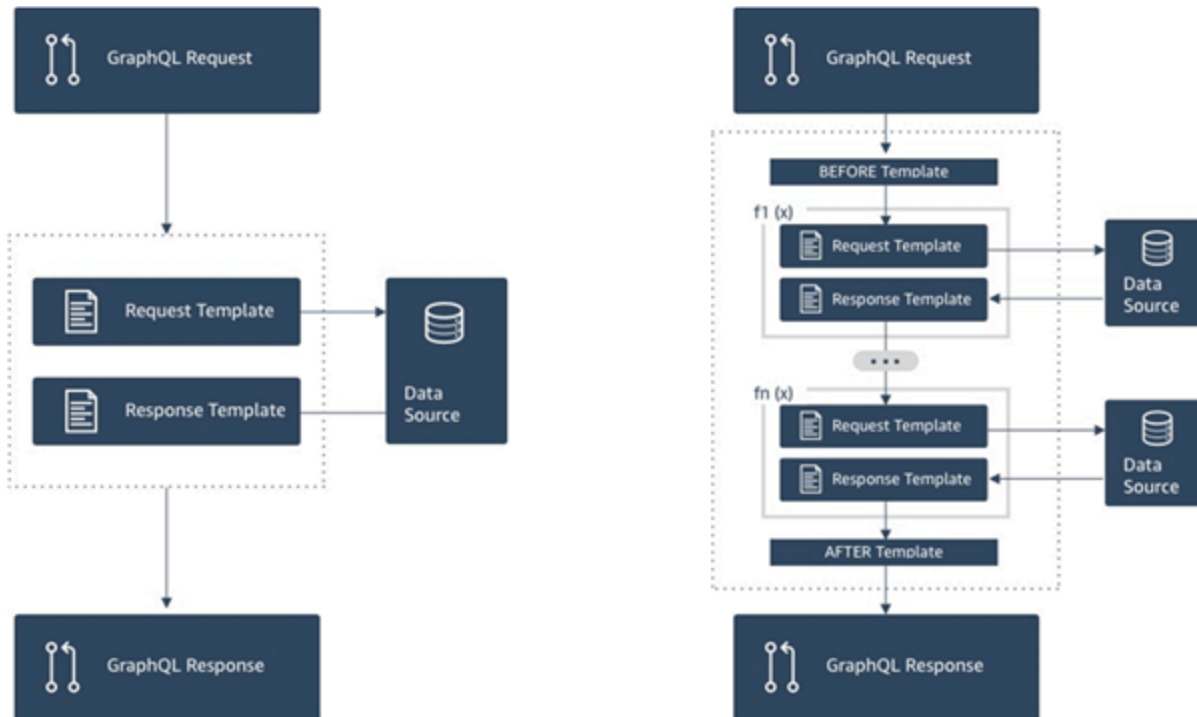 GraphQL Request
Request Template
Response Template
Data
Source
GraphQL Response
GraphQL Request
BEFORE Template
f1 (x)
Request Template
Response Template
Data
Source
fn (x)
Request Template
Response Template
Data
Source
AFTER Template
GraphQL Response